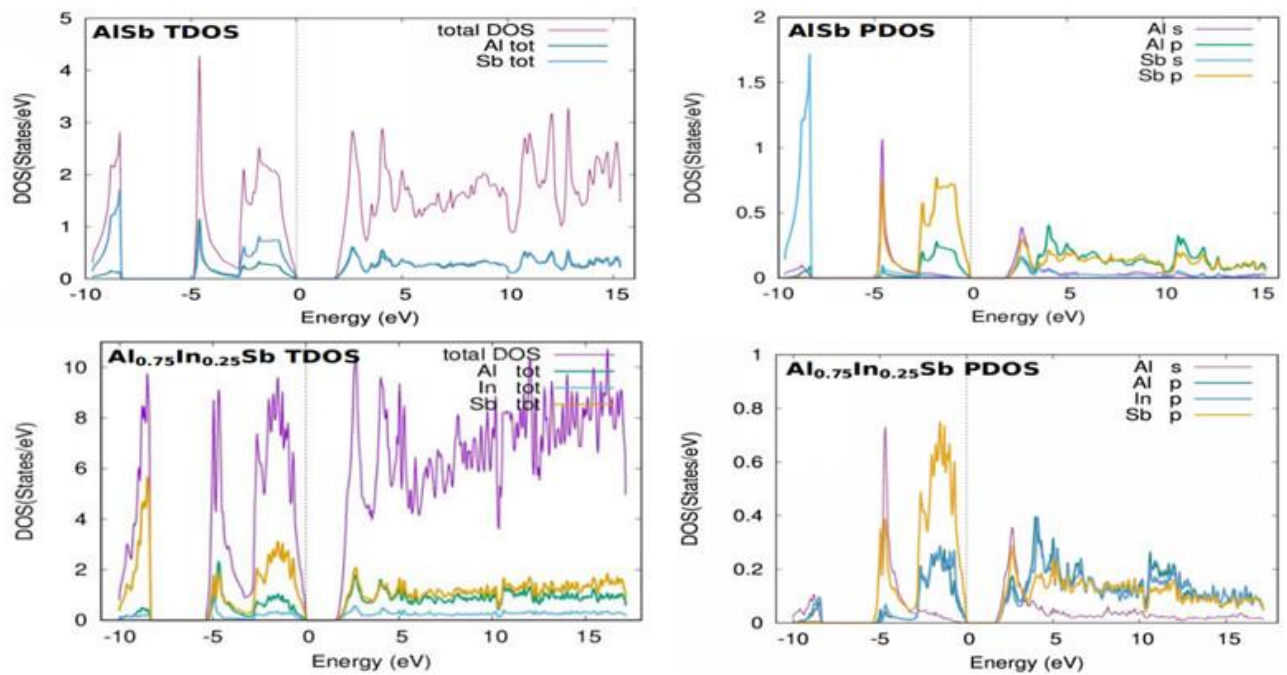 AlSb TDOS
total DOS
Al tot
Sb tot
DOS(States/eV)
5
4
3
2
1
0
-10 -5 0 5 10 15
Energy (eV)
AlSb PDOS
Al s
Al p
Sb s
Sb p
DOS(States/eV)
2
1.5
1
0.5
0
-10 -5 0 5 10 15
Energy (eV)
Al₀.₇₅In₀.₂₅Sb TDOS
total DOS
Al tot
In tot
Sb tot
DOS(States/eV)
10
8
6
4
2
0
-10 -5 0 5 10 15
Energy (eV)
Al₀.₇₅In₀.₂₅Sb PDOS
Al s
Al p
In p
Sb p
DOS(States/eV)
1
0.8
0.6
0.4
0.2
0
-10 -5 0 5 10 15
Energy (eV)